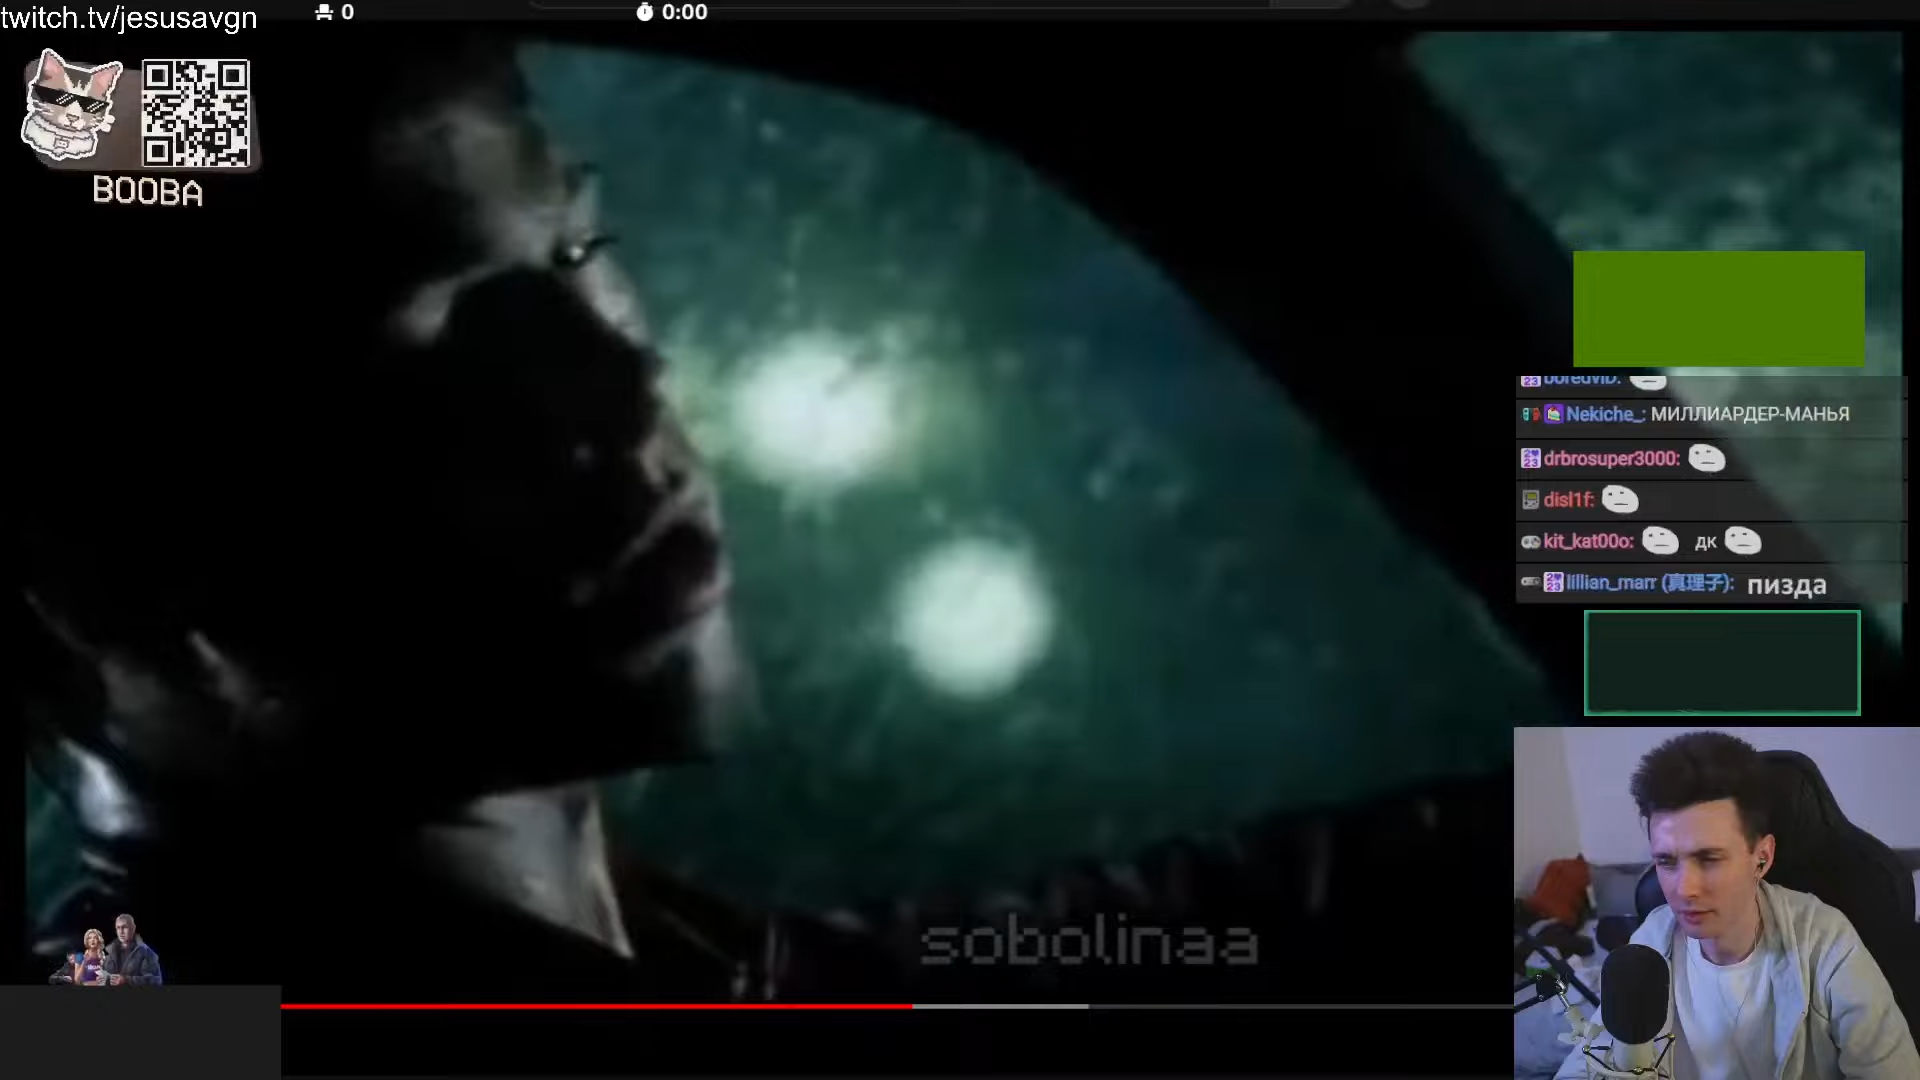 twitch.tv/jesusavgn
0
0:00
BOOBA
boredvib:
Nekiche_: МИЛЛИАРДЕР-МАНЬЯ
drbrosuper3000:
disl1f:
kit_kat00o: дк
lillian_marr (真理子): пизда
sobolinaa